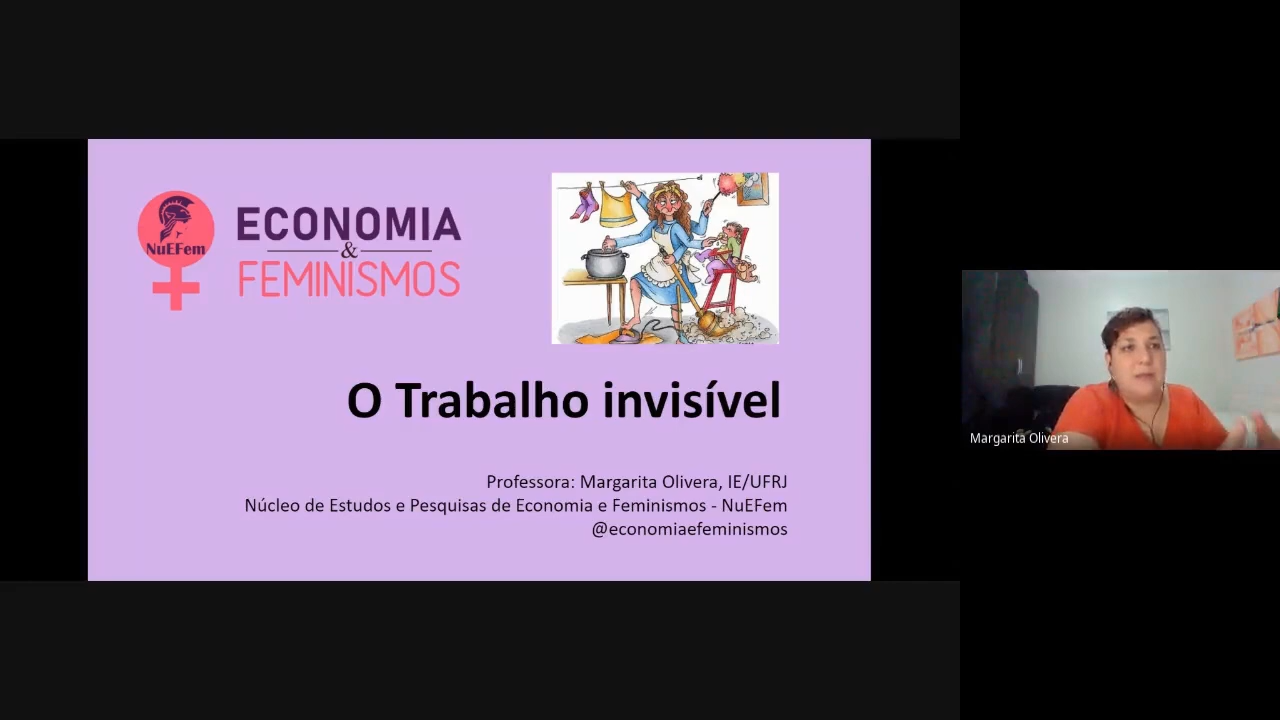 NuEFem
ECONOMIA
&
FEMINISMOS
O Trabalho invisível
Professora: Margarita Olivera, IE/UFRJ
Núcleo de Estudos e Pesquisas de Economia e Feminismos - NuEFem
@economiaefeminismos
Margarita Olivera